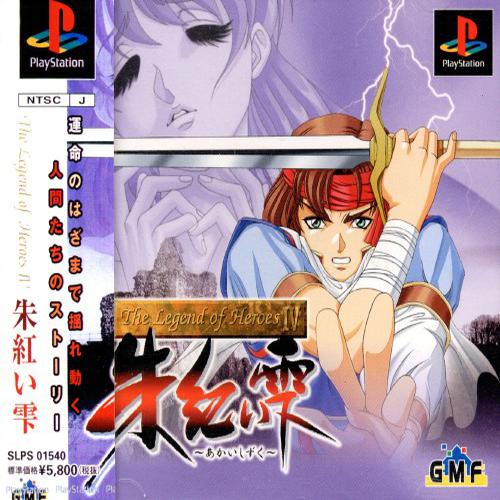 PlayStation
NTSC J
運命のはざまで揺れ動く
人間たちのストーリー
The Legend of Heroes IV
朱紅い雫
SLPS 01540
標準価格¥5,800(税抜)
GMF
PlayStation
The Legend of Heroes IV
朱紅い雫
～あかいしずく～
GMF